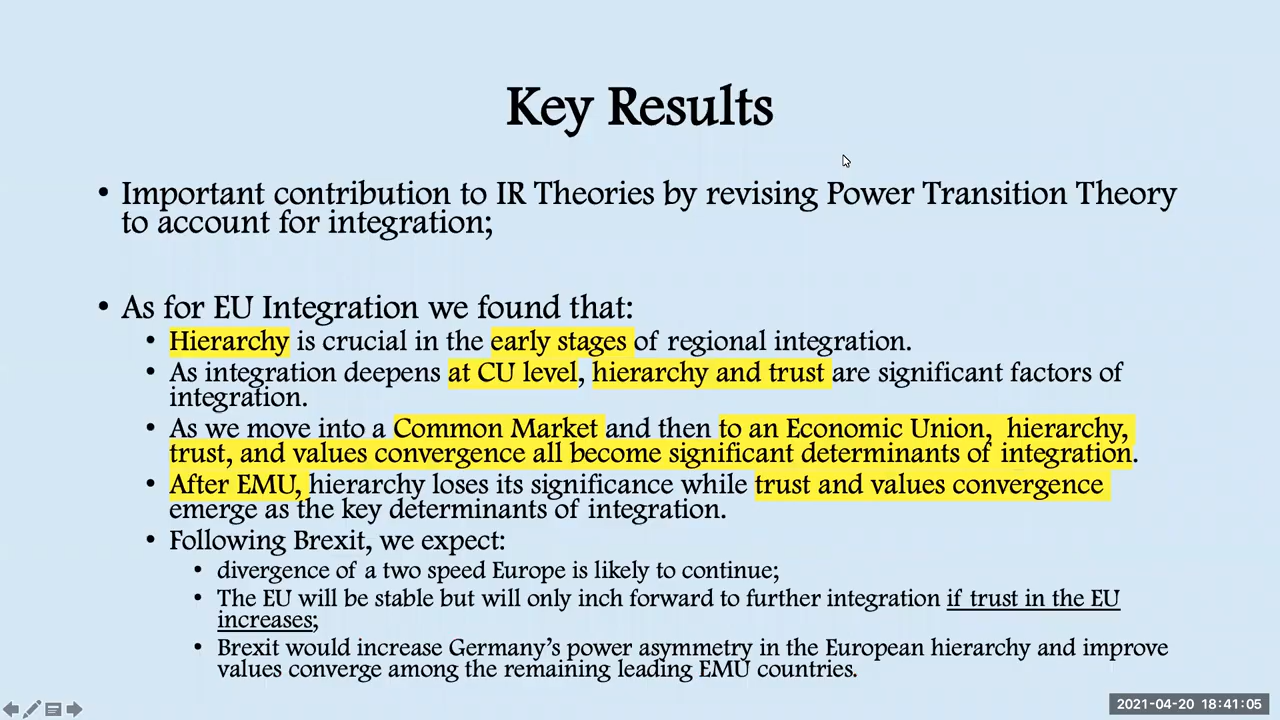 Key Results
• Important contribution to IR Theories by revising Power Transition Theory
to account for integration;
• As for EU Integration we found that:
• Hierarchy is crucial in the early stages of regional integration.
• As integration deepens at CU level, hierarchy and trust are significant factors of
integration.
• As we move into a Common Market and then to an Economic Union, hierarchy,
trust, and values convergence all become significant determinants of integration.
• After EMU, hierarchy loses its significance while trust and values convergence
emerge as the key determinants of integration.
• Following Brexit, we expect:
• divergence of a two speed Europe is likely to continue;
• The EU will be stable but will only inch forward to further integration if trust in the EU
increases;
• Brexit would increase Germany’s power asymmetry in the European hierarchy and improve
values converge among the remaining leading EMU countries.
2021-04-20 18:41:05